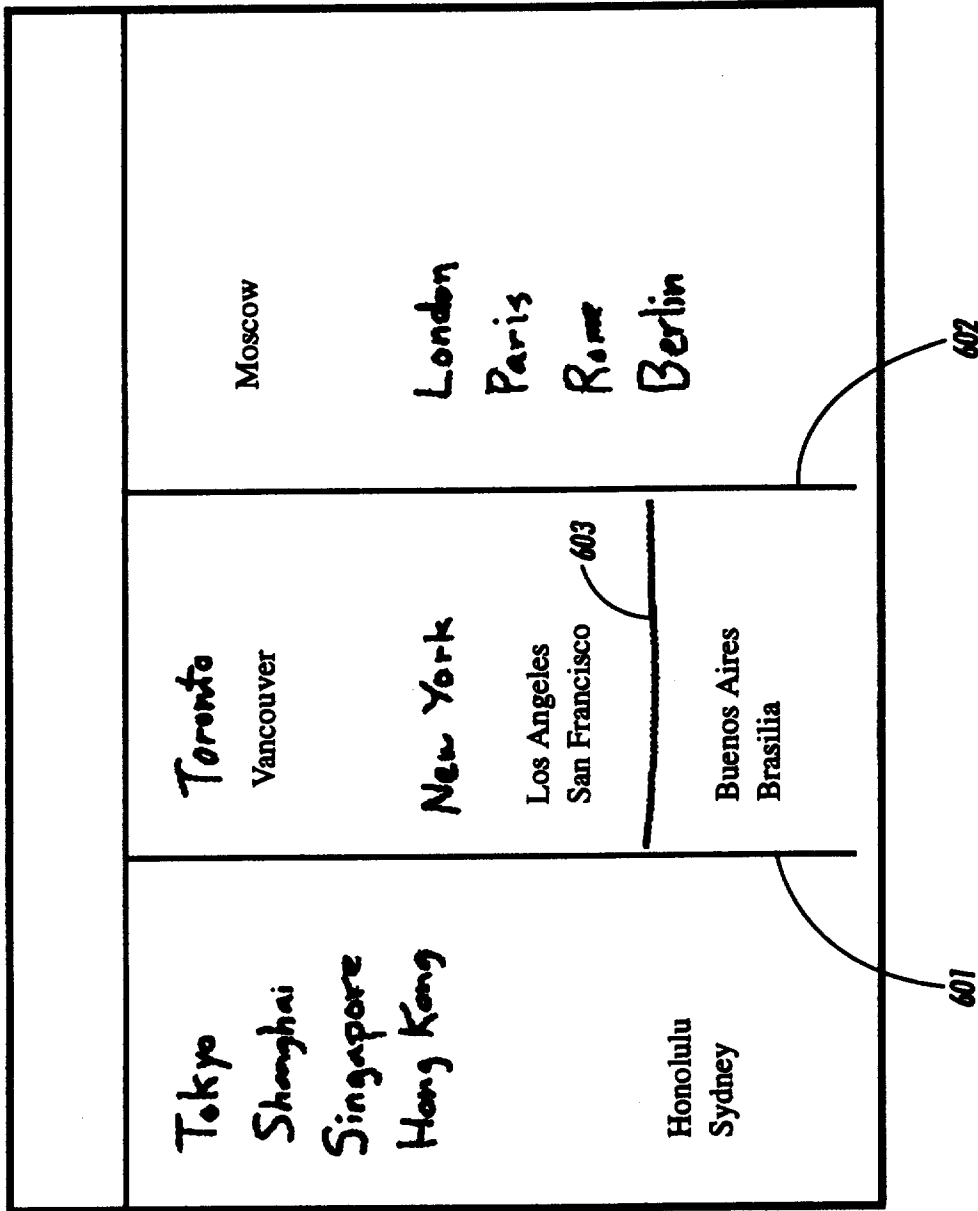 Tokyo
Shanghai
Singapore
Hong Kong
Honolulu
Sydney
601
Toronto
Vancouver
New York
Los Angeles
San Francisco
603
Buenos Aires
Brasilia
602
Moscow
London
Paris
Rome
Berlin